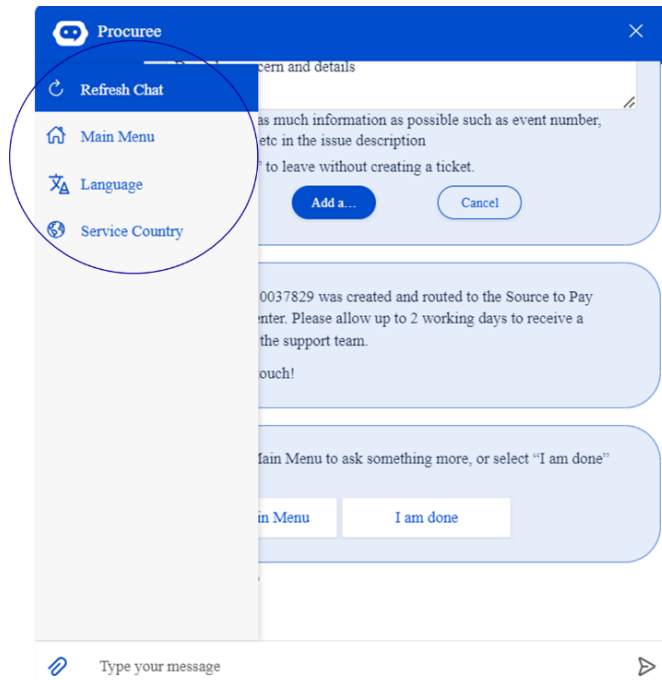 Procuree
Refresh Chat
Main Menu
Language
Service Country
cern and details
as much information as possible such as event number,
etc in the issue description
to leave without creating a ticket.
Add a...
Cancel
0037829 was created and routed to the Source to Pay
enter. Please allow up to 2 working days to receive a
the support team.
ouch!
Main Menu to ask something more, or select “I am done”
in Menu
I am done
Type your message